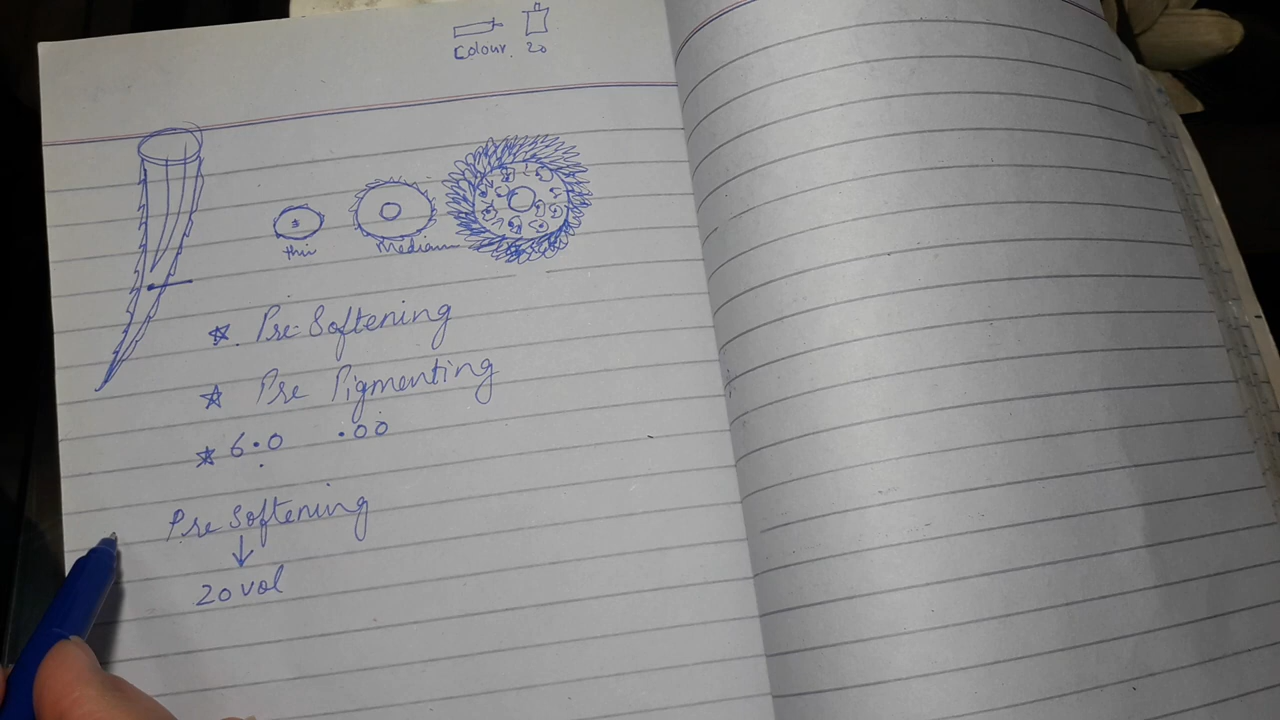 Colour. 20
thin Medium
☆ Pre-Softening
☆ Pre Pigmenting
☆ 6.0 .00
Pre Softening
↓
20 vol